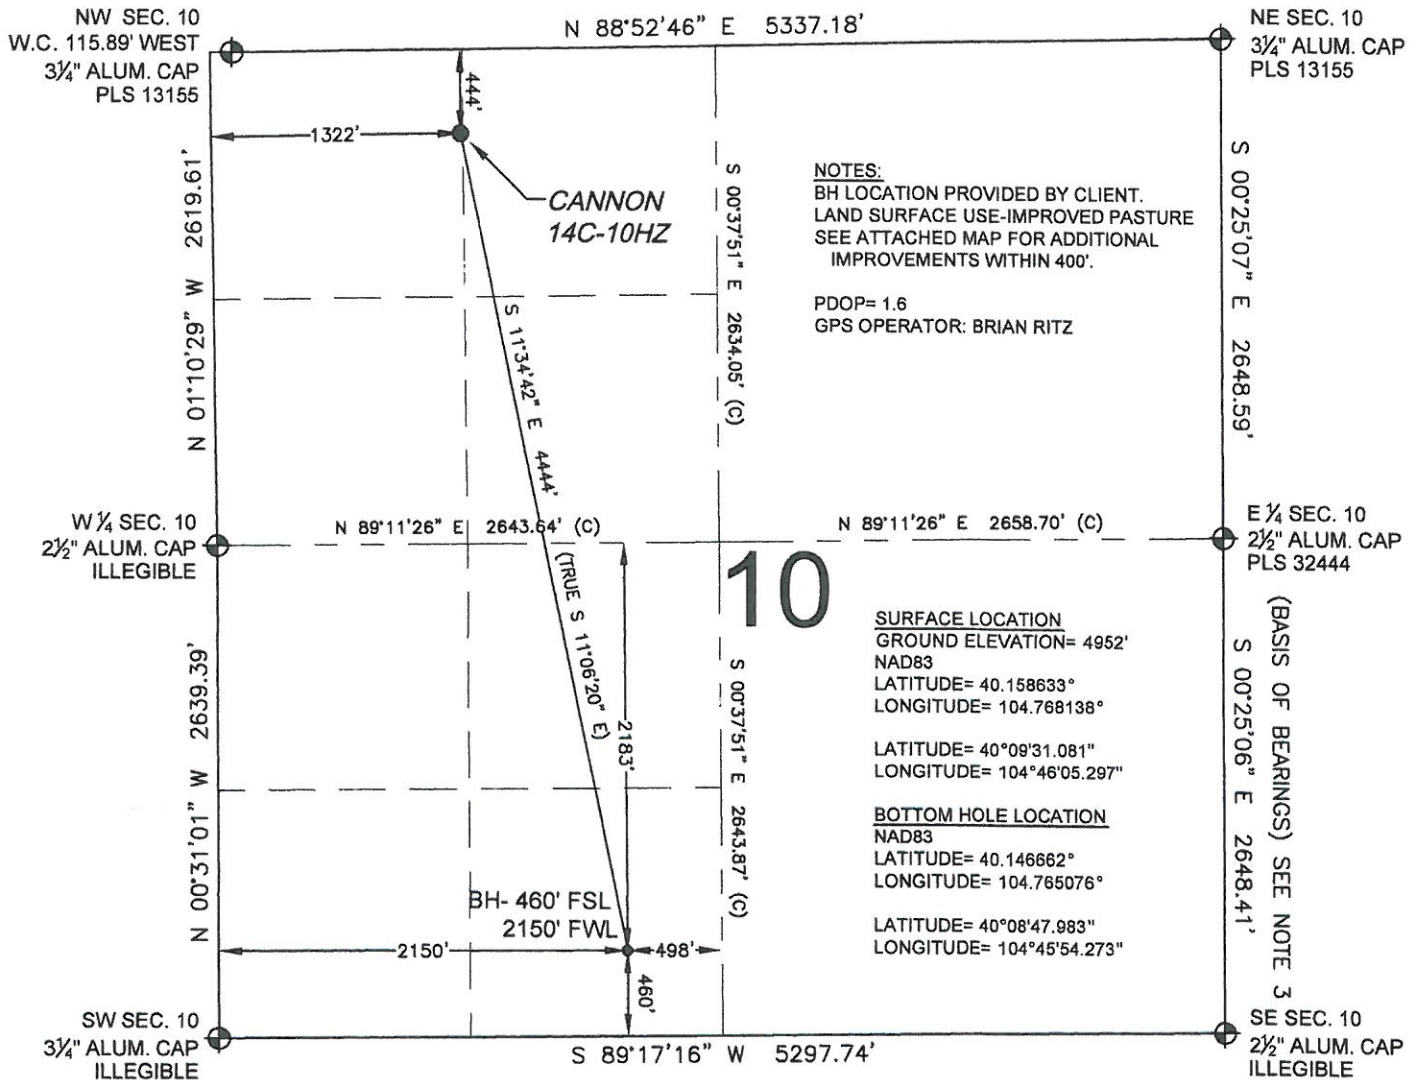 NW SEC. 10
W.C. 115.89' WEST
3¼" ALUM. CAP
PLS 13155
N 88°52'46" E 5337.18'
NE SEC. 10
3¼" ALUM. CAP
PLS 13155
444'
1322'
CANNON
14C-10HZ
N 01°10'29" W 2619.61'
S 00°37'51" E 2634.05' (C)
NOTES:
BH LOCATION PROVIDED BY CLIENT.
LAND SURFACE USE-IMPROVED PASTURE
SEE ATTACHED MAP FOR ADDITIONAL
IMPROVEMENTS WITHIN 400'.
PDOP= 1.6
GPS OPERATOR: BRIAN RITZ
S 00°25'07" E 2648.59'
S 11°34'42" E 4444'
(TRUE S 11°06'20" E)
W ¼ SEC. 10
2½" ALUM. CAP
ILLEGIBLE
N 89°11'26" E 2643.64' (C)
N 89°11'26" E 2658.70' (C)
E ¼ SEC. 10
2½" ALUM. CAP
PLS 32444
10
N 00°31'01" W 2639.39'
2183'
S 00°37'51" E 2643.87' (C)
SURFACE LOCATION
GROUND ELEVATION= 4952'
NAD83
LATITUDE= 40.158633°
LONGITUDE= 104.768138°
LATITUDE= 40°09'31.081"
LONGITUDE= 104°46'05.297"
BOTTOM HOLE LOCATION
NAD83
LATITUDE= 40.146662°
LONGITUDE= 104.765076°
LATITUDE= 40°08'47.983"
LONGITUDE= 104°45'54.273"
S 00°25'06" E 2648.41'
(BASIS OF BEARINGS) SEE NOTE 3
BH- 460' FSL
2150' FWL
2150'
498'
460'
SW SEC. 10
3¼" ALUM. CAP
ILLEGIBLE
S 89°17'16" W 5297.74'
SE SEC. 10
2½" ALUM. CAP
ILLEGIBLE